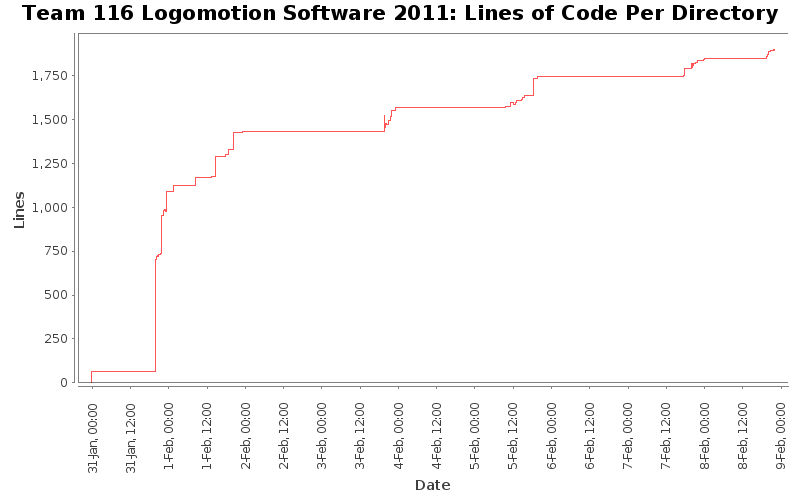 Team 116 Logomotion Software 2011: Lines of Code Per Directory
Lines
1,750
1,500
1,250
1,000
750
500
250
0
31-Jan, 00:00
31-Jan, 12:00
1-Feb, 00:00
1-Feb, 12:00
2-Feb, 00:00
2-Feb, 12:00
3-Feb, 00:00
3-Feb, 12:00
4-Feb, 00:00
4-Feb, 12:00
5-Feb, 00:00
5-Feb, 12:00
6-Feb, 00:00
6-Feb, 12:00
7-Feb, 00:00
7-Feb, 12:00
8-Feb, 00:00
8-Feb, 12:00
9-Feb, 00:00
Date